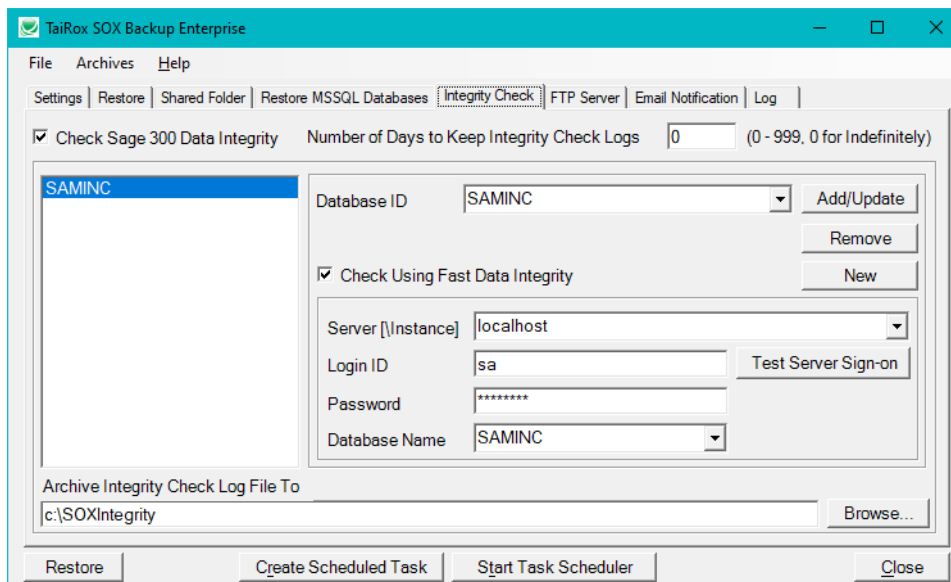 TaiRox SOX Backup Enterprise
File Archives Help
Settings Restore Shared Folder Restore MSSQL Databases Integrity Check FTP Server Email Notification Log
Check Sage 300 Data Integrity Number of Days to Keep Integrity Check Logs 0 (0 - 999, 0 for Indefinitely)
SAMINC
Database ID SAMINC Add/Update
Remove
Check Using Fast Data Integrity New
Server [\Instance] localhost
Login ID sa Test Server Sign-on
Password ********
Database Name SAMINC
Archive Integrity Check Log File To
c:\SOXIntegrity Browse...
Restore Create Scheduled Task Start Task Scheduler Close